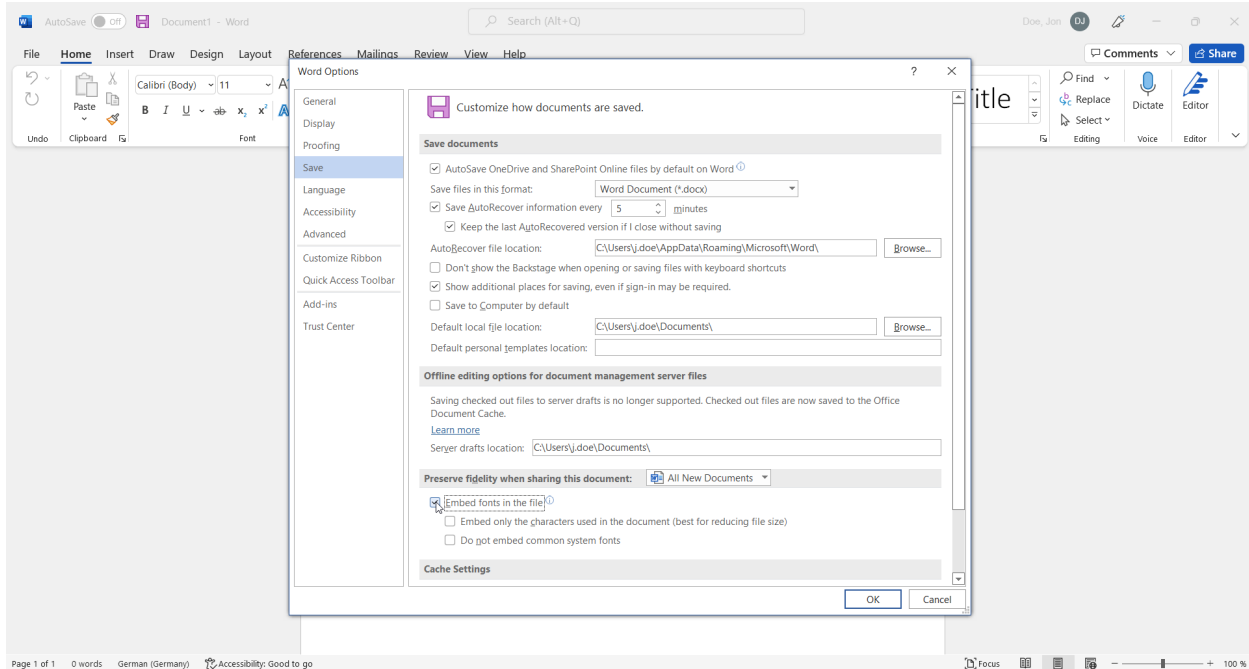 AutoSave Off Document1 - Word Search (Alt+Q) Doe, Jon DJ
File Home Insert Draw Design Layout References Mailings Review View Help Comments Share
Calibri (Body) 11 A
Paste
B I U ab x2 x2 A
Undo Clipboard Font
itle
Find
Replace
Select
Dictate Editor
Editing Voice Editor
Word Options ?
General
Display
Proofing
Save
Language
Accessibility
Advanced
Customize Ribbon
Quick Access Toolbar
Add-ins
Trust Center
Customize how documents are saved.
Save documents
AutoSave OneDrive and SharePoint Online files by default on Word
Save files in this format: Word Document (*.docx)
Save AutoRecover information every 5 minutes
Keep the last AutoRecovered version if I close without saving
AutoRecover file location: C:\Users\j.doe\AppData\Roaming\Microsoft\Word\ Browse...
Don't show the Backstage when opening or saving files with keyboard shortcuts
Show additional places for saving, even if sign-in may be required.
Save to Computer by default
Default local file location: C:\Users\j.doe\Documents\ Browse...
Default personal templates location:
Offline editing options for document management server files
Saving checked out files to server drafts is no longer supported. Checked out files are now saved to the Office
Document Cache.
Learn more
Server drafts location: C:\Users\j.doe\Documents\
Preserve fidelity when sharing this document: All New Documents
Embed fonts in the file
Embed only the characters used in the document (best for reducing file size)
Do not embed common system fonts
Cache Settings
OK Cancel
Page 1 of 1 0 words German (Germany) Accessibility: Good to go Focus 100 %